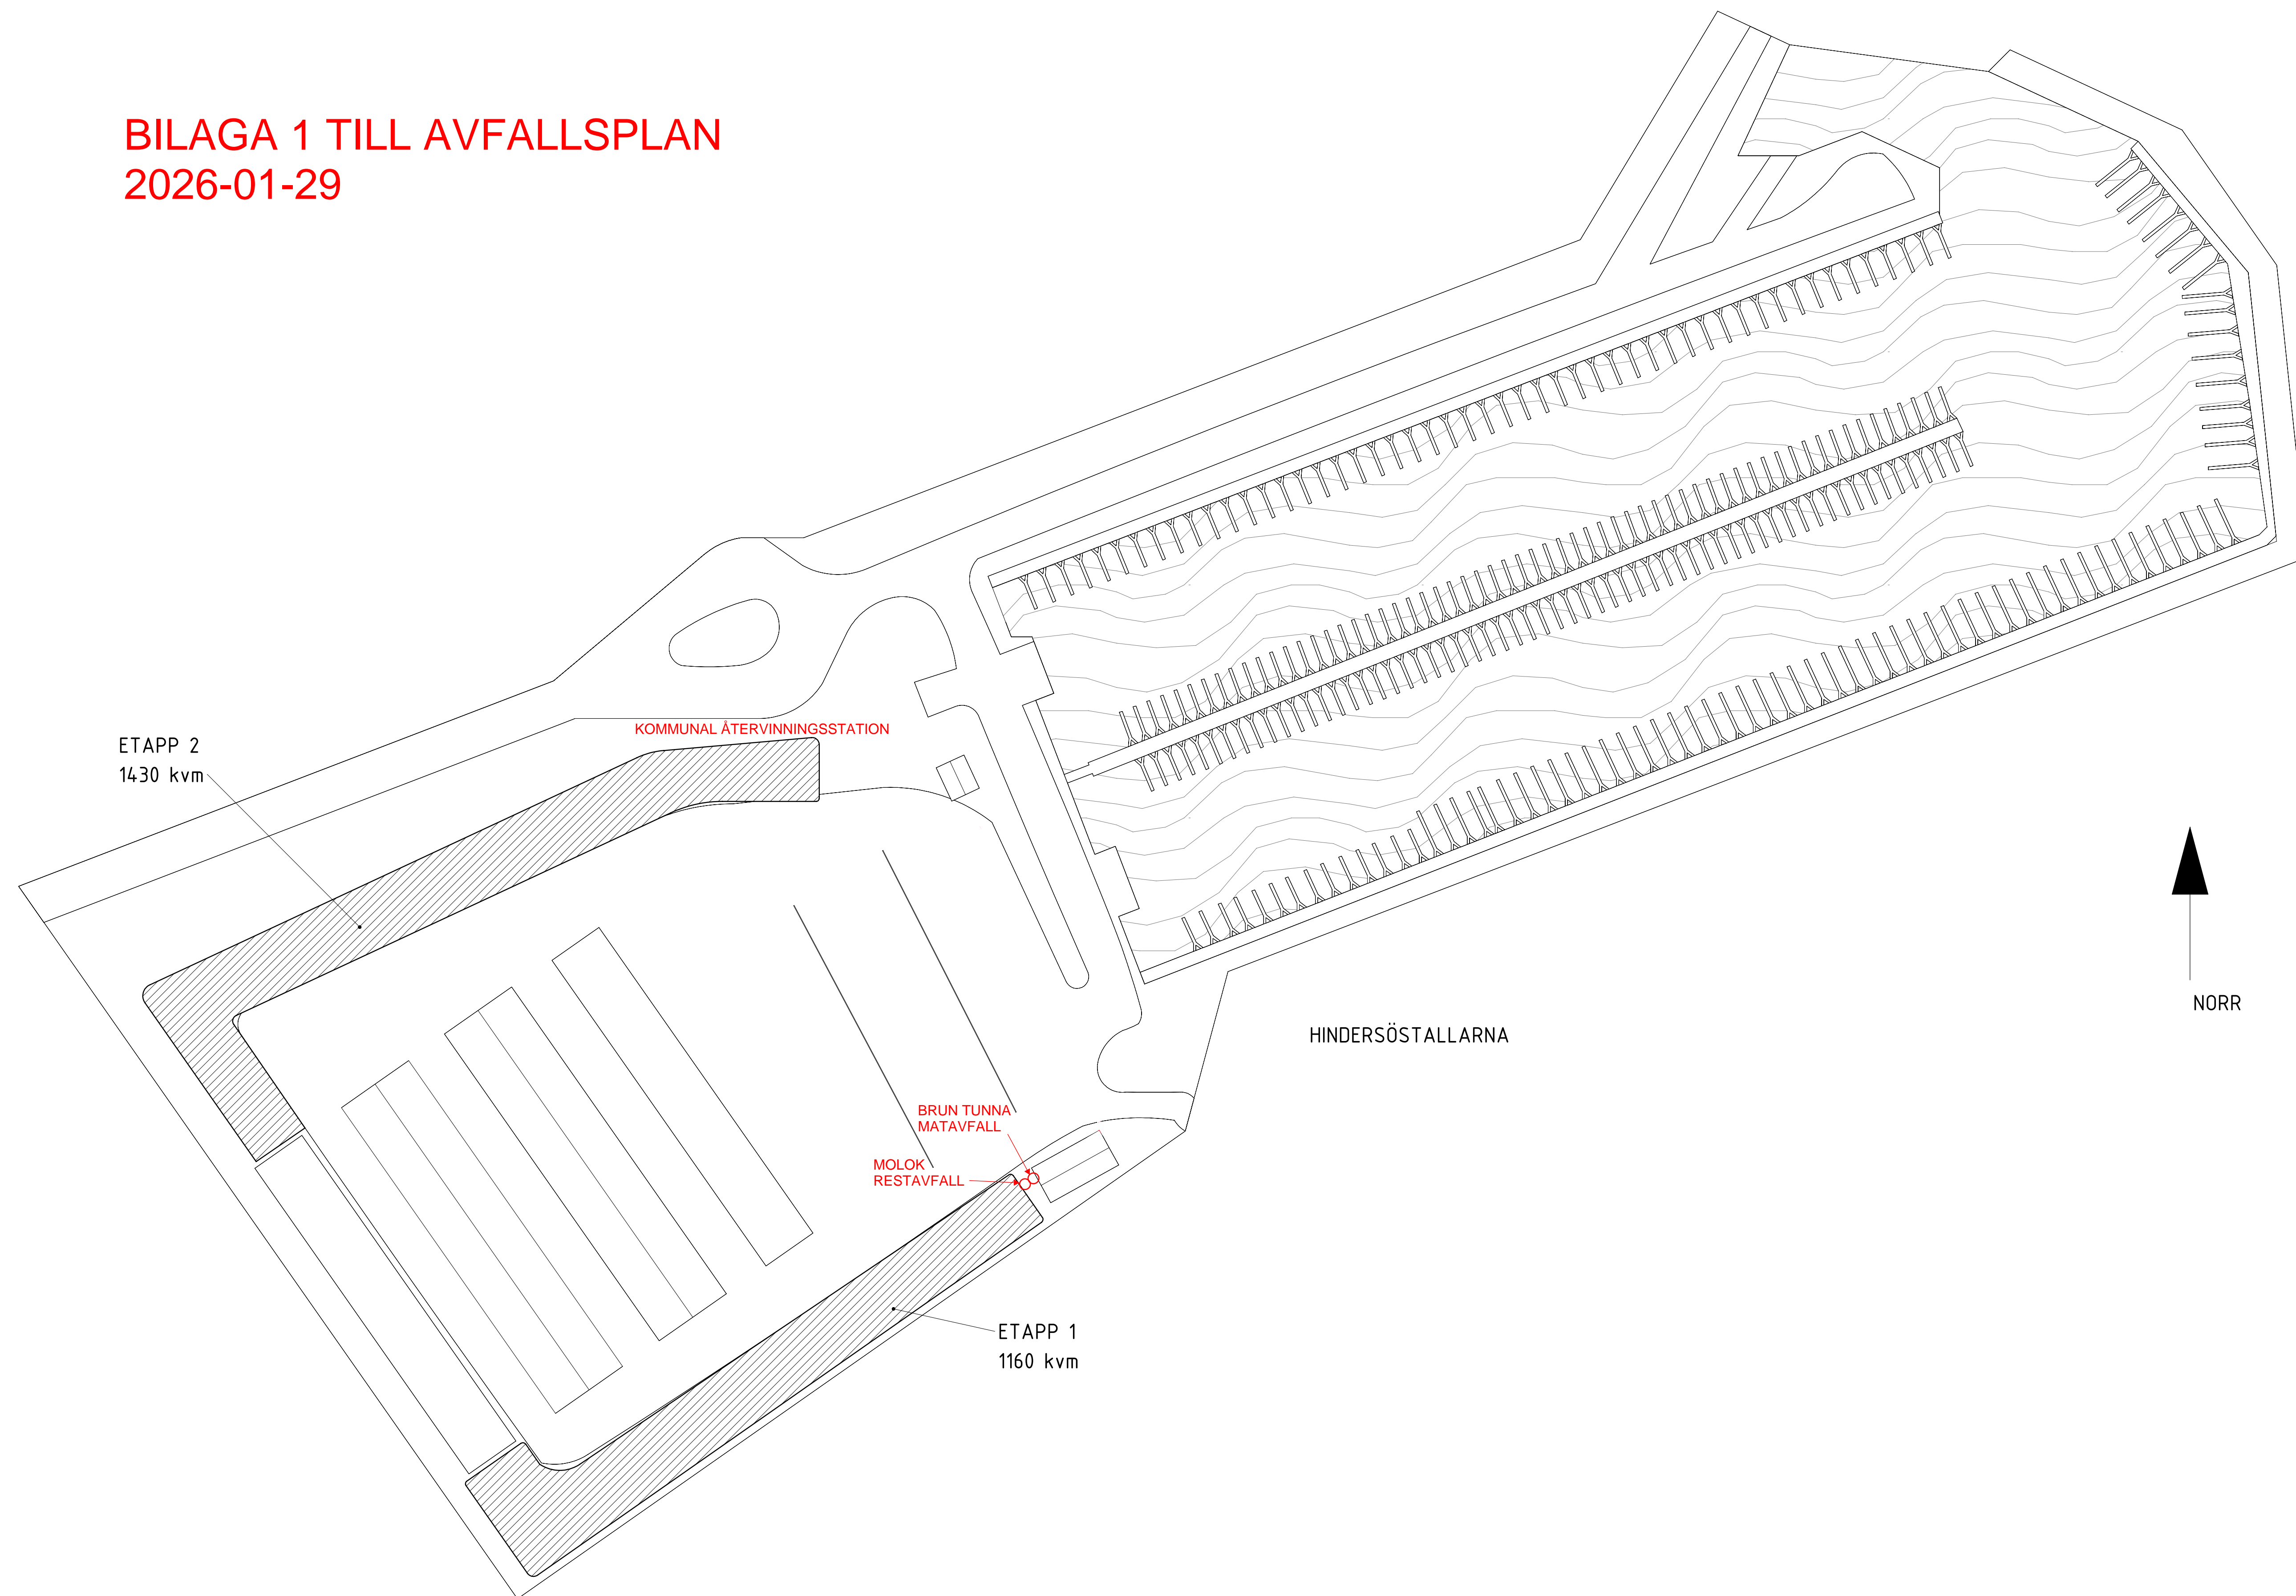 BILAGA 1 TILL AVFALLSPLAN
2026-01-29
KOMMUNAL ÅTERVINNINGSSTATION
ETAPP 2
1430 kvm
NORR
HINDERSÖSTALLARNA
BRUN TUNNA
MATAVFALL
MOLOK
RESTAVFALL
ETAPP 1
1160 kvm